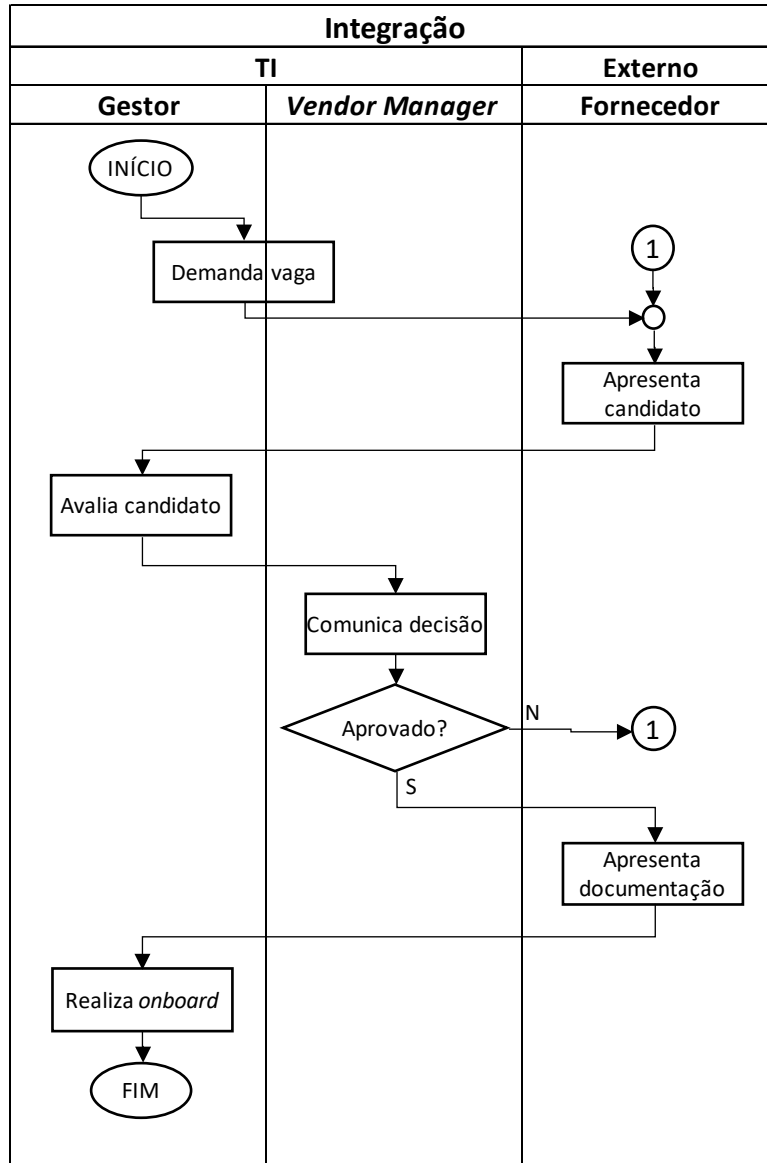 Integração
TI
Externo
Gestor
Vendor Manager
Fornecedor
INÍCIO
Demanda vaga
1
Apresenta
candidato
Avalia candidato
Comunica decisão
Aprovado?
N
1
S
Apresenta
documentação
Realiza onboard
FIM